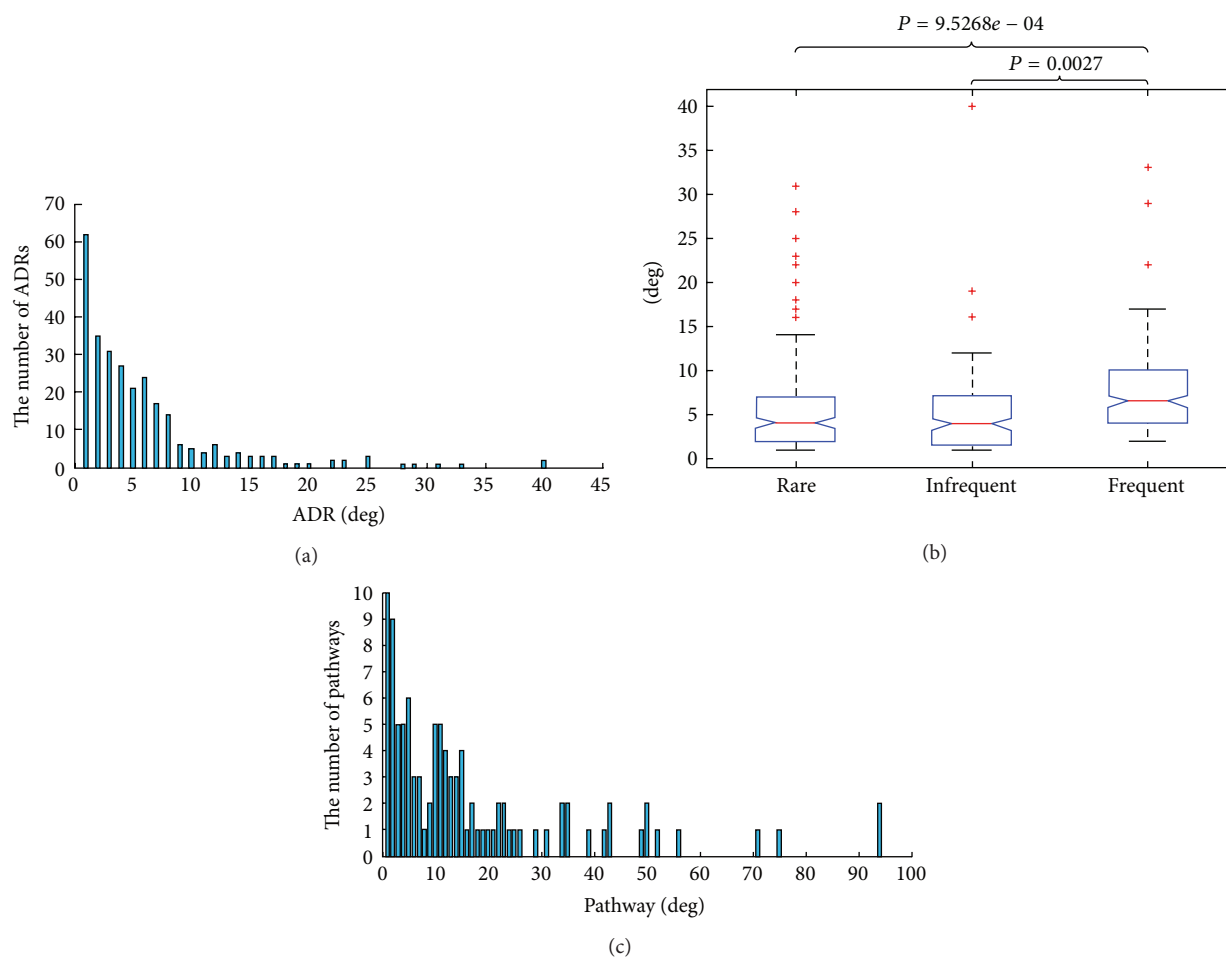 P = 9.5268e − 04
P = 0.0027
70
60
50
40
30
20
10
0
The number of ADRs
0 5 10 15 20 25 30 35 40 45
ADR (deg)
(a)
40
35
30
25
20
15
10
5
0
(deg)
Rare Infrequent Frequent
(b)
10
9
8
7
6
5
4
3
2
1
0
The number of pathways
0 10 20 30 40 50 60 70 80 90 100
Pathway (deg)
(c)